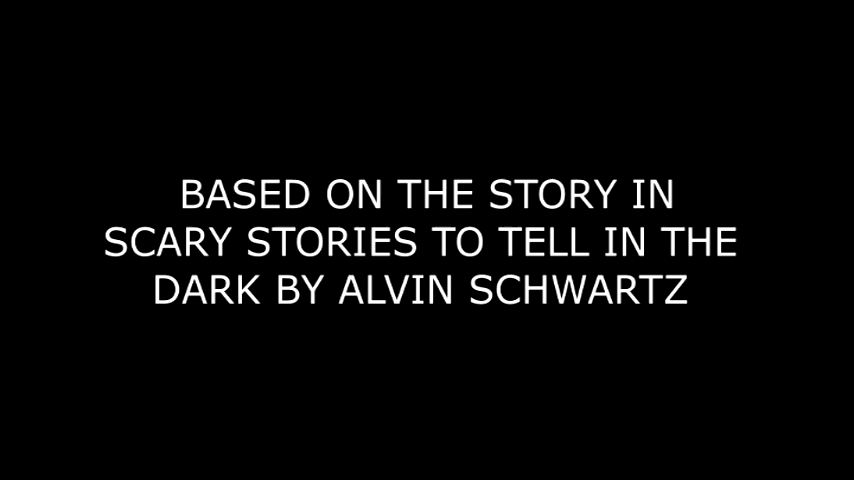 BASED ON THE STORY IN
SCARY STORIES TO TELL IN THE
DARK BY ALVIN SCHWARTZ